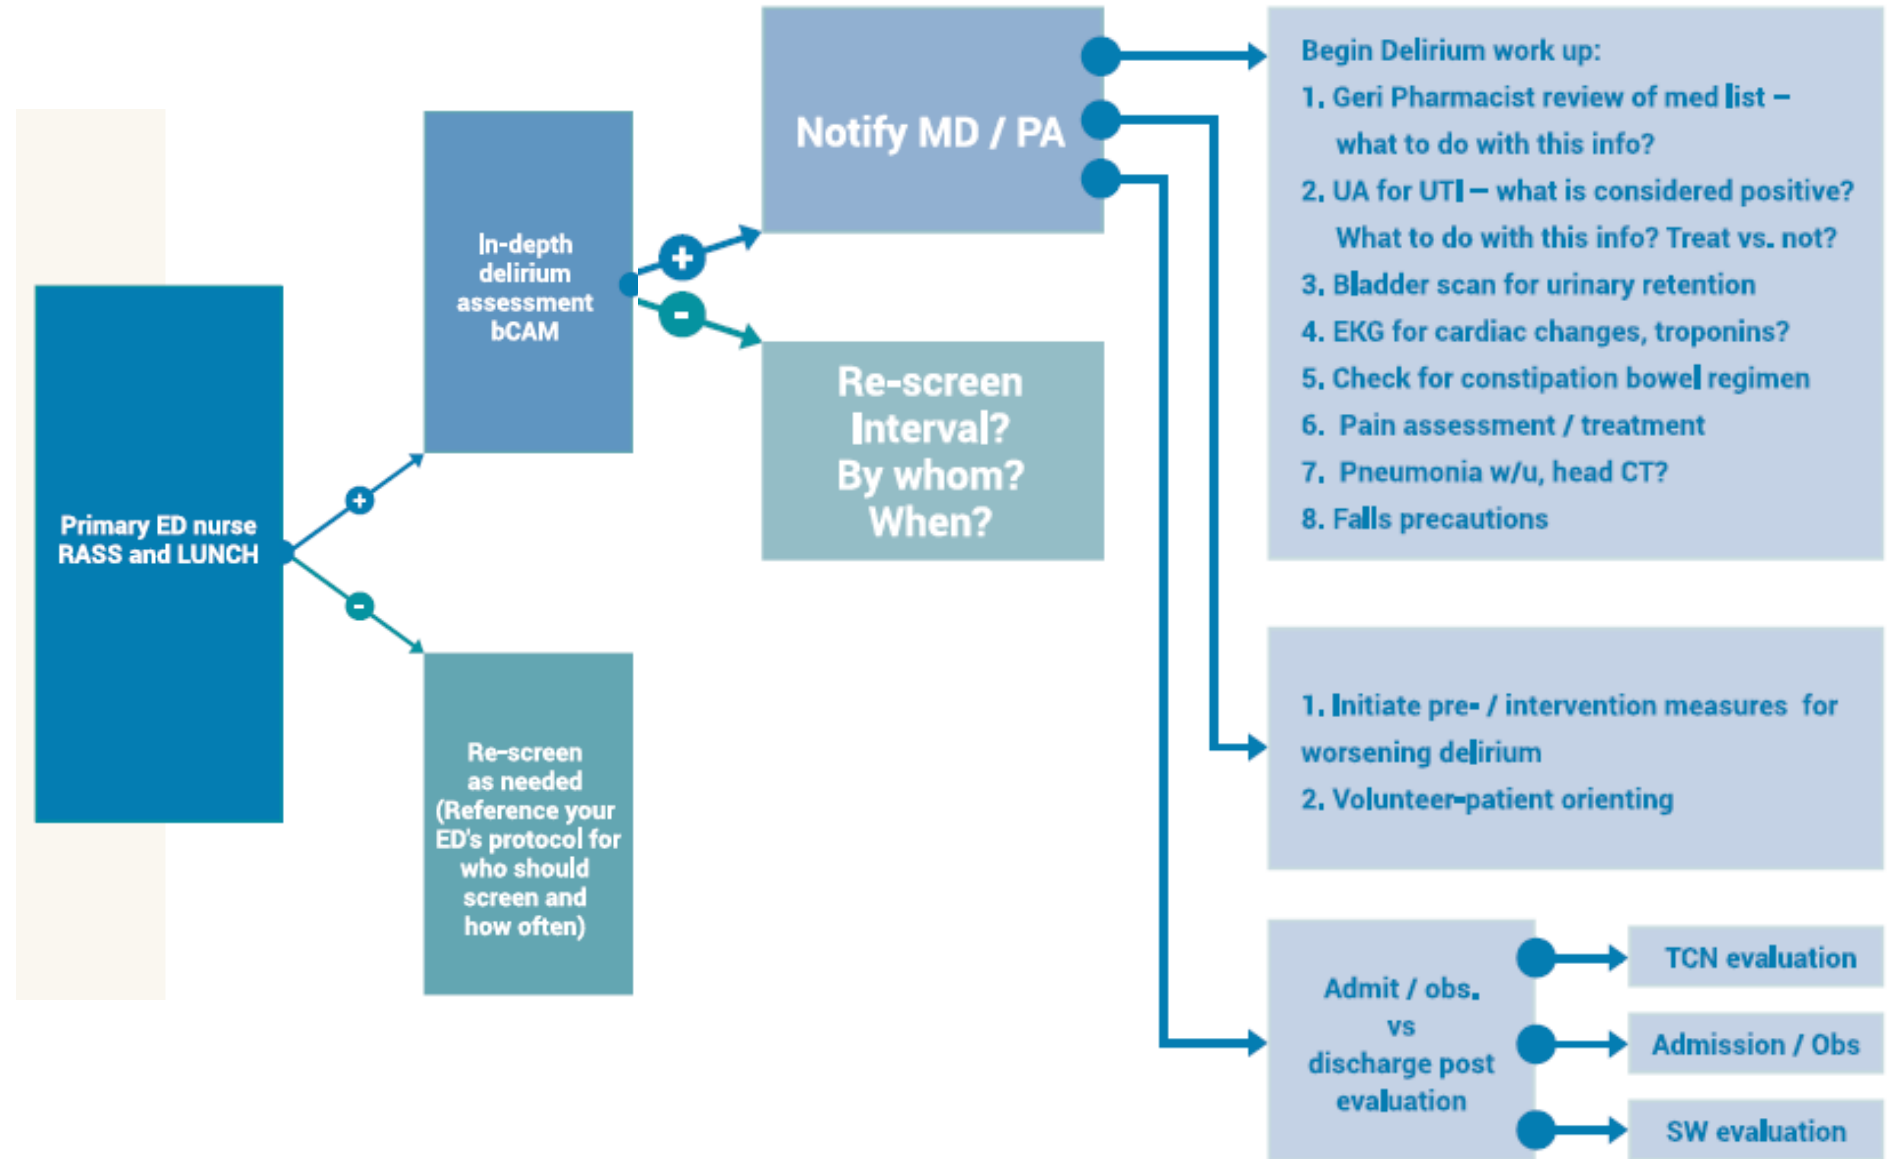 Primary ED nurse
RASS and LUNCH
+
-
In-depth
delirium
assessment
bCAM
Re-screen
as needed
(Reference your
ED's protocol for
who should
screen and
how often)
+
-
Notify MD / PA
Re-screen
Interval?
By whom?
When?
Begin Delirium work up:
1. Geri Pharmacist review of med list –
what to do with this info?
2. UA for UTI – what is considered positive?
What to do with this info? Treat vs. not?
3. Bladder scan for urinary retention
4. EKG for cardiac changes, troponins?
5. Check for constipation bowel regimen
6. Pain assessment / treatment
7. Pneumonia w/u, head CT?
8. Falls precautions
1. Initiate pre- / intervention measures for
worsening delirium
2. Volunteer-patient orienting
Admit / obs.
vs
discharge post
evaluation
TCN evaluation
Admission / Obs
SW evaluation